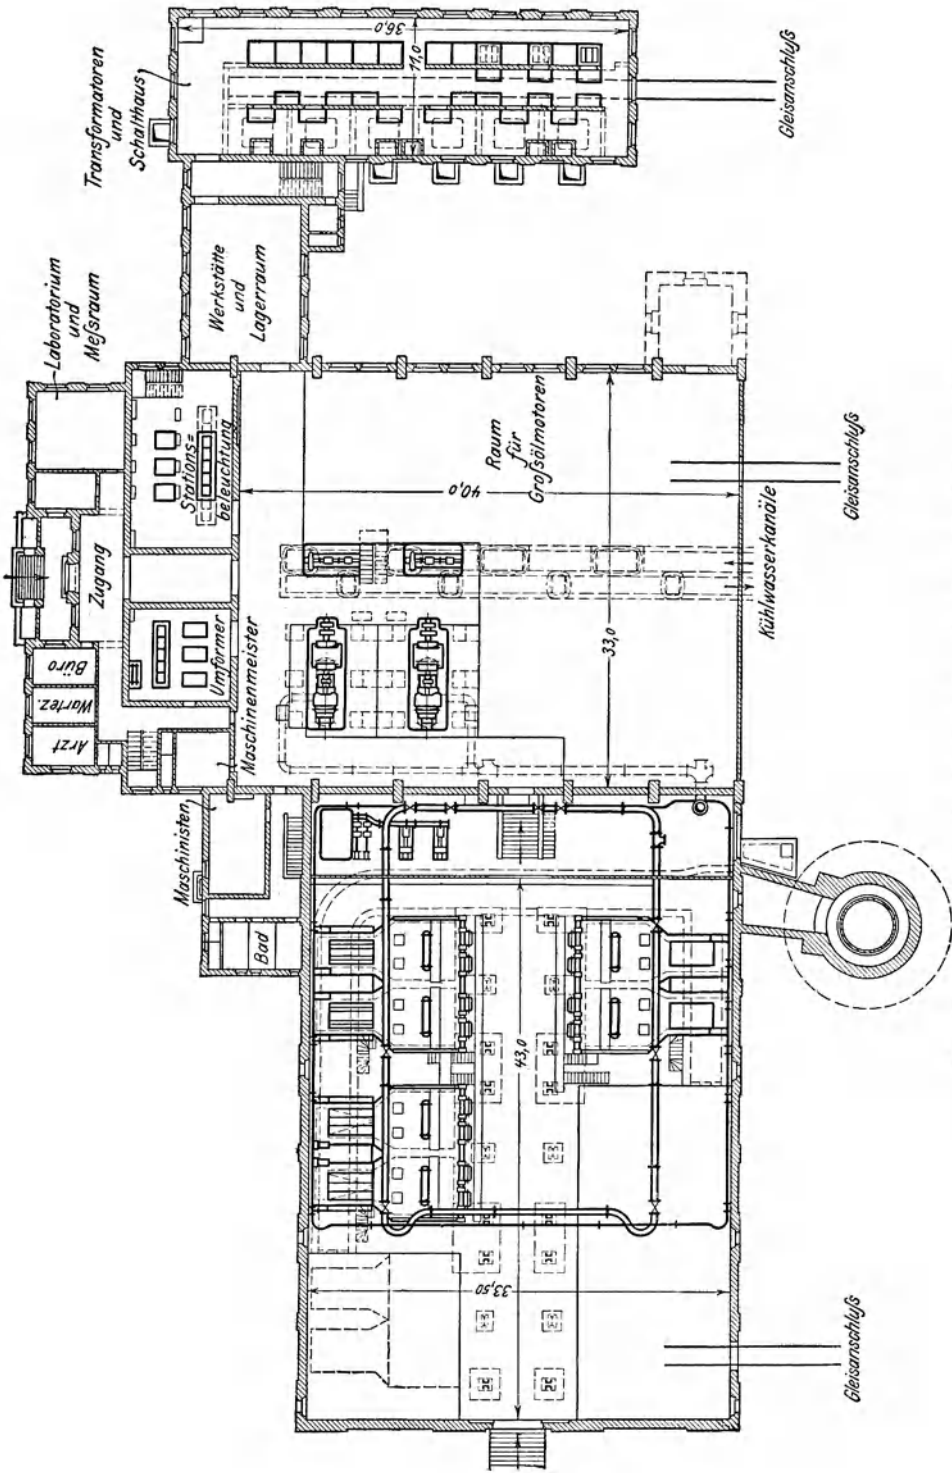 Transformatoren
und
Schalthaus
36,0
11,0
Gleisanschluß
Laboratorium
und
Meßraum
Werkstätte
und
Lagerraum
Zugang
Stations=
beleuchtung
Raum
für
Großölmotoren
40,0
33,0
Gleisanschluß
Kühlwasserkanäle
Büro
Wartez.
Arzt
Umformer
Maschinenmeister
Maschinisten
Bad
43,0
33,50
Gleisanschluß